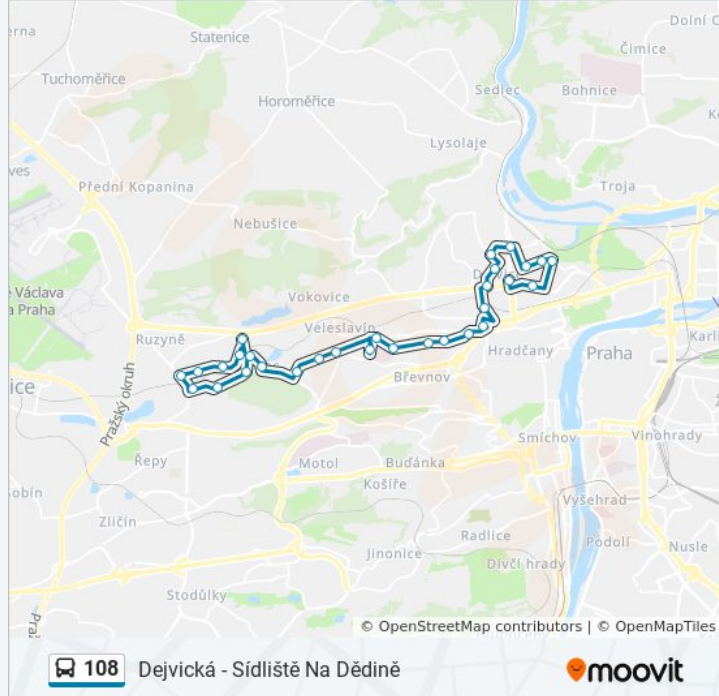 Dolní C
erna
Statenice
Čimice
Tuchoměřice
Sedlec
Bohnice
Horoměřice
Lysolaje
ves
Přední Kopanina
Troja
Nebušice
e Václava
a Praha
Vokovice
Ruzyně
Veleslavín
Karlí
Hradčany
Praha
ice
Břevnov
Pražský okruh
Řepy
Motol
Buďánka
Smíchov
Vinohrady
Košíře
Sobín
Vyšehrad
Zličín
Radlice
Podolí
Nusle
Jinonice
Dívčí hrady
Stodůlky
Praž
© OpenStreetMap contributors | © OpenMapTiles
108 Dejvická - Sídliště Na Dědině
moovit